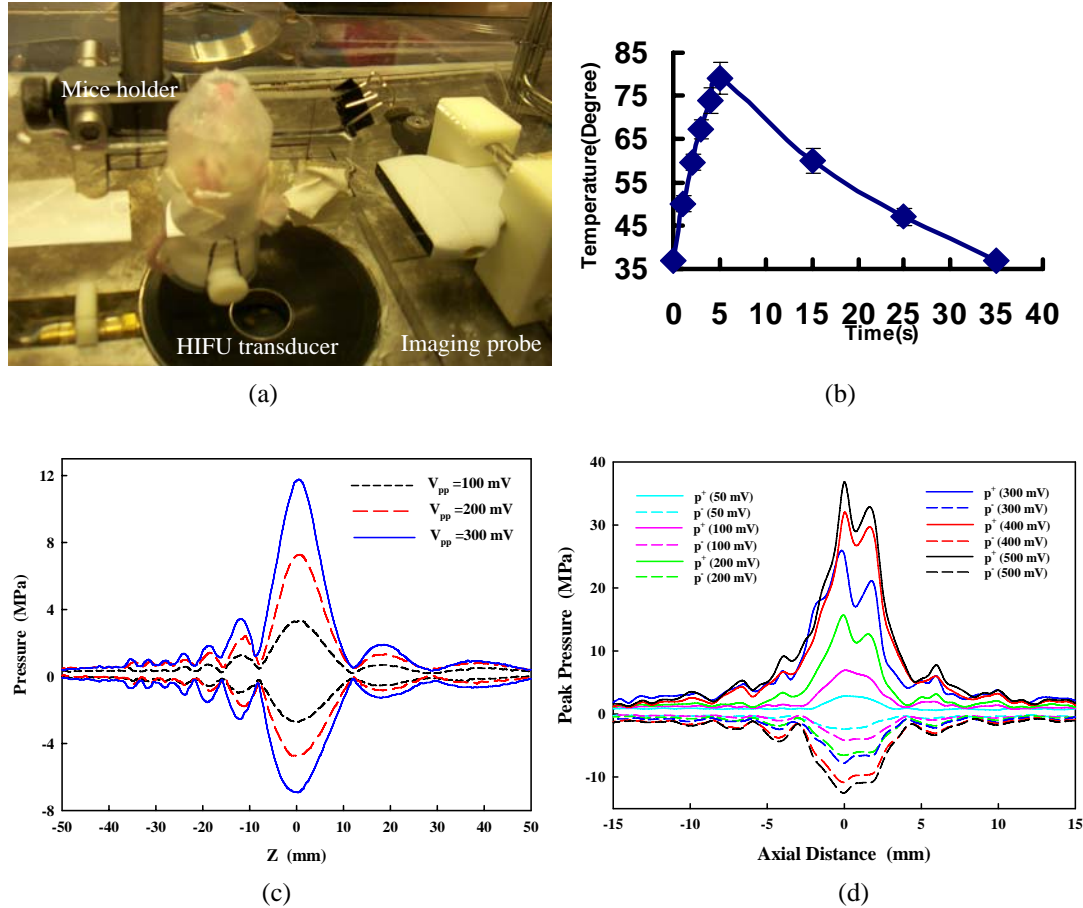 Mice holder
HIFU transducer
Imaging probe
(a)
Temperature(Degree)
85
75
65
55
45
35
0 5 10 15 20 25 30 35 40
Time(s)
(b)
Pressure (MPa)
12
8
4
0
-4
-8
V_pp =100 mV
V_pp =200 mV
V_pp =300 mV
-50 -40 -30 -20 -10 0 10 20 30 40 50
Z (mm)
(c)
Peak Pressure (MPa)
40
30
20
10
0
-10
p⁺ (50 mV)
p⁻ (50 mV)
p⁺ (100 mV)
p⁻ (100 mV)
p⁺ (200 mV)
p⁻ (200 mV)
p⁺ (300 mV)
p⁻ (300 mV)
p⁺ (400 mV)
p⁻ (400 mV)
p⁺ (500 mV)
p⁻ (500 mV)
-15 -10 -5 0 5 10 15
Axial Distance (mm)
(d)